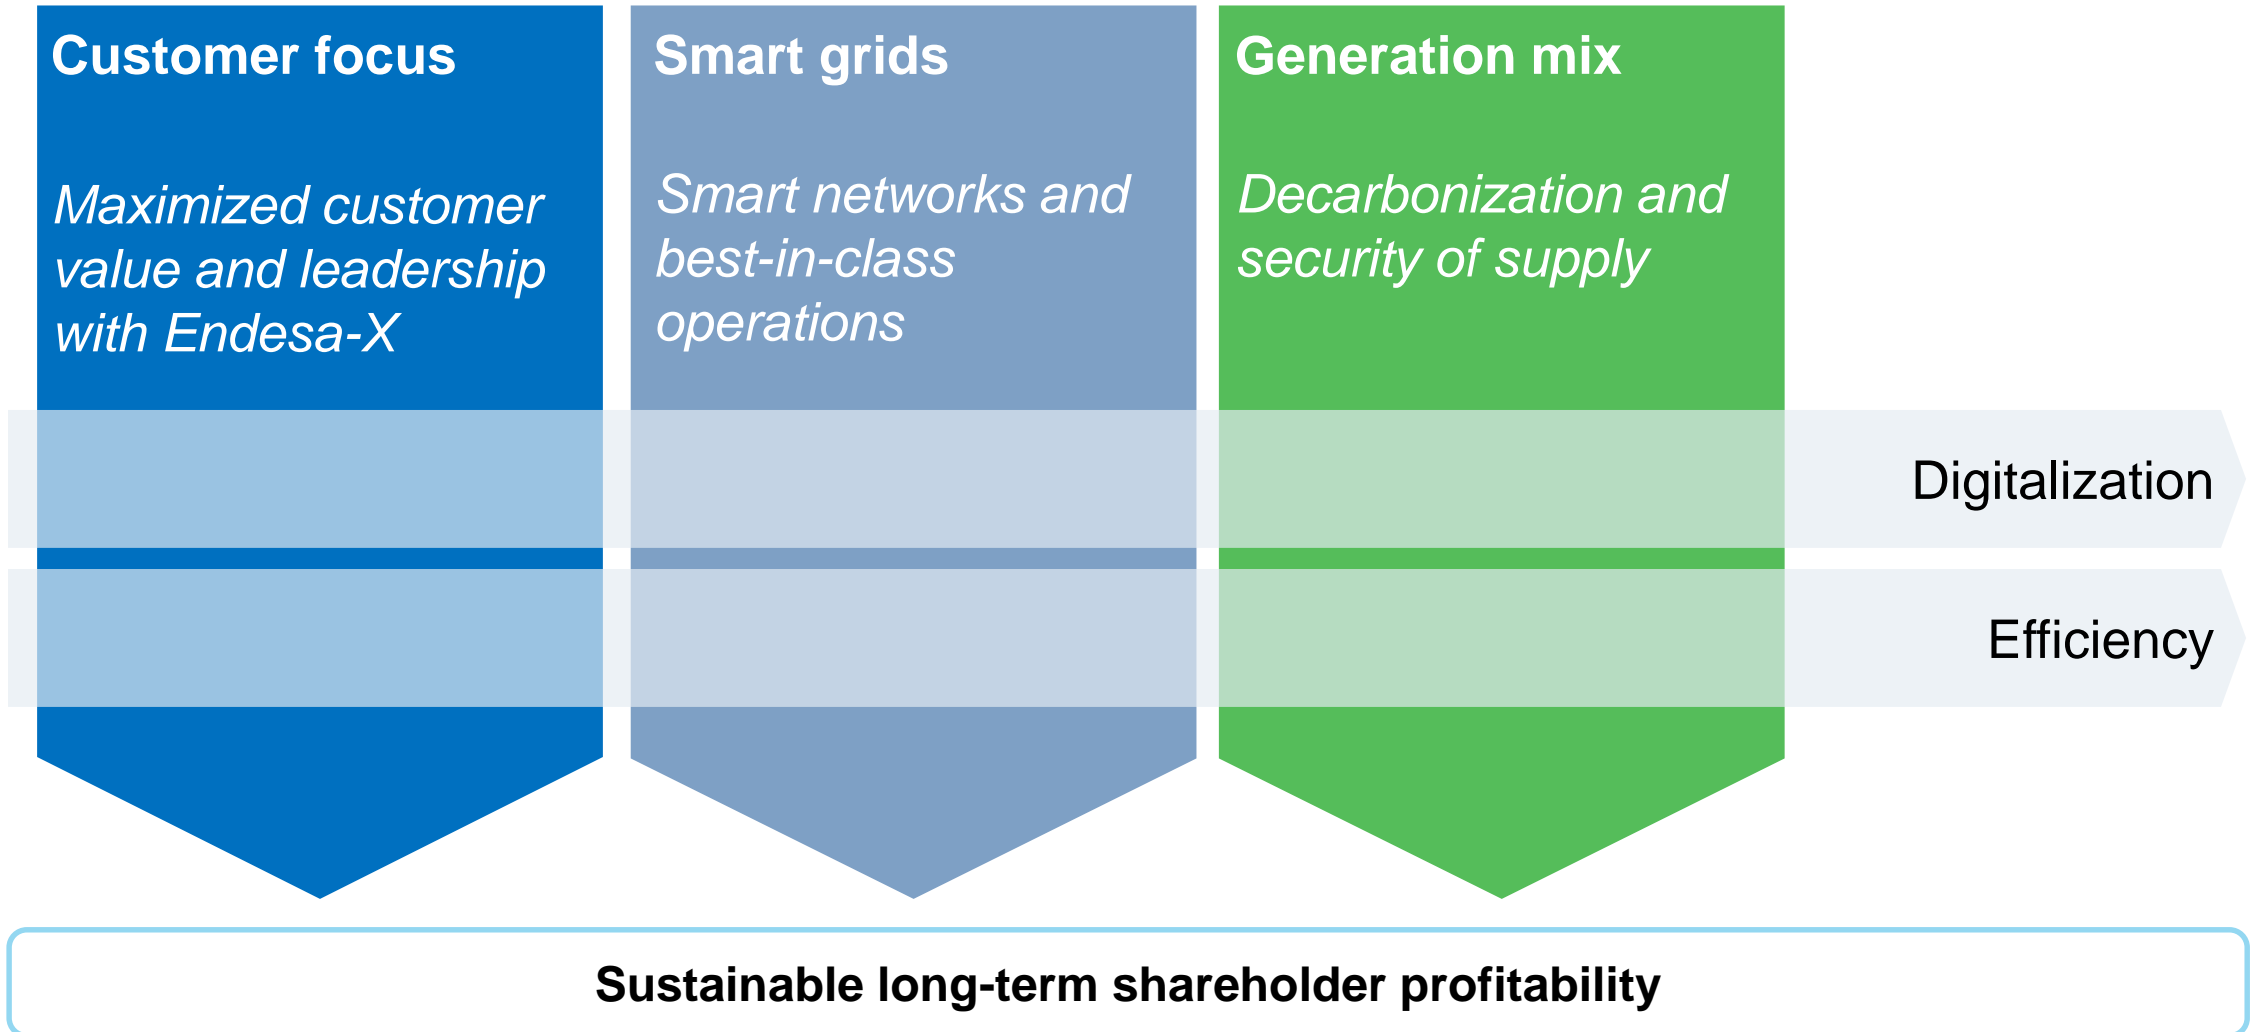 Customer focus
Maximized customer
value and leadership
with Endesa-X
Smart grids
Smart networks and
best-in-class
operations
Generation mix
Decarbonization and
security of supply
Digitalization
Efficiency
Sustainable long-term shareholder profitability